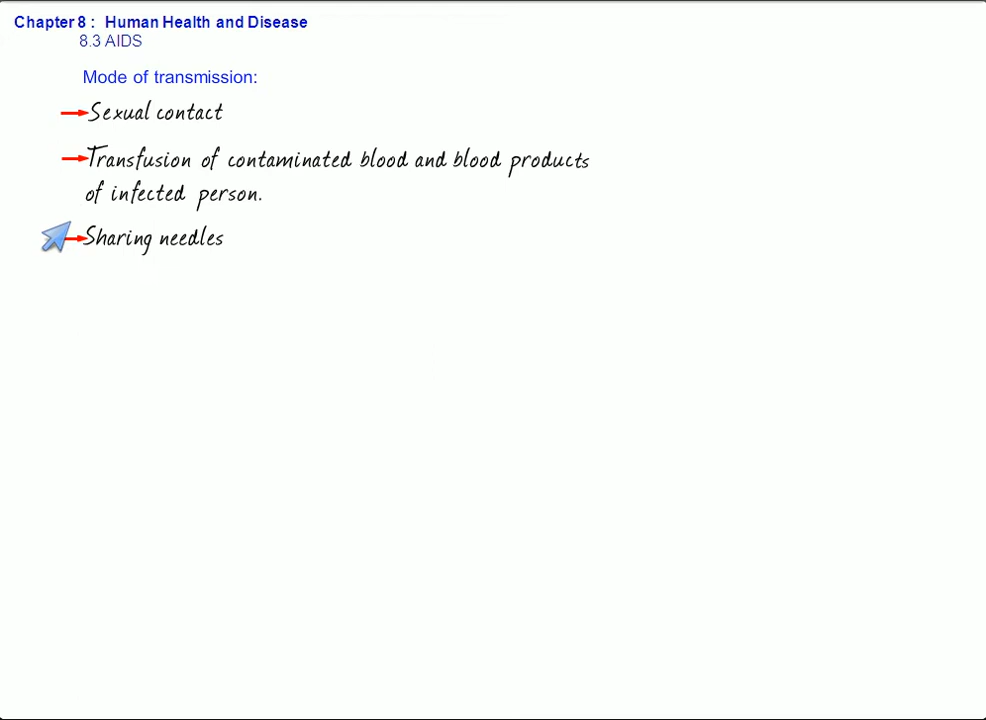 Chapter 8 : Human Health and Disease
8.3 AIDS
Mode of transmission:
Sexual contact
Transfusion of contaminated blood and blood products
of infected person.
Sharing needles